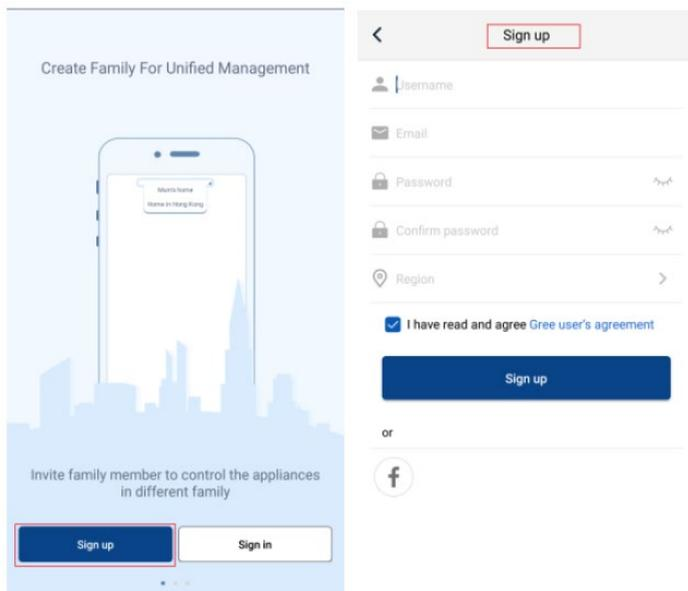 Create Family For Unified Management
Mum's home
Home in Hong Kong
Invite family member to control the appliances
in different family
Sign up
Sign in
Sign up
Username
Email
Password
Confirm password
Region
I have read and agree Gree user's agreement
Sign up
or